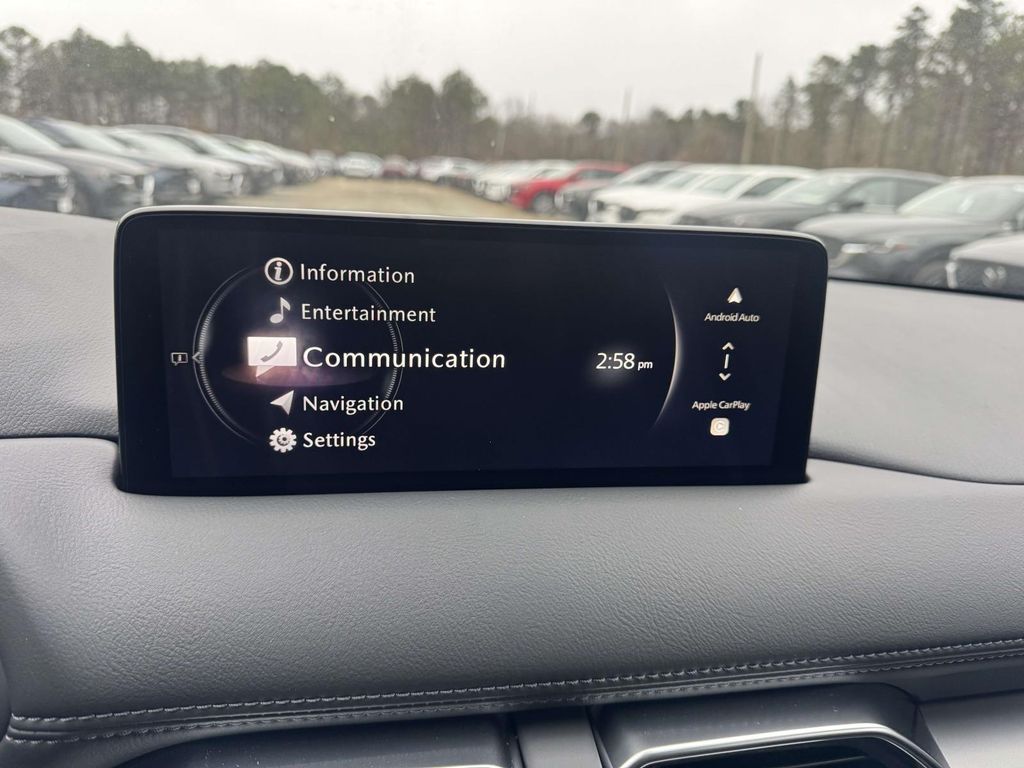 Information
Entertainment
Communication
Navigation
Settings
2:58 pm
Android Auto
Apple CarPlay